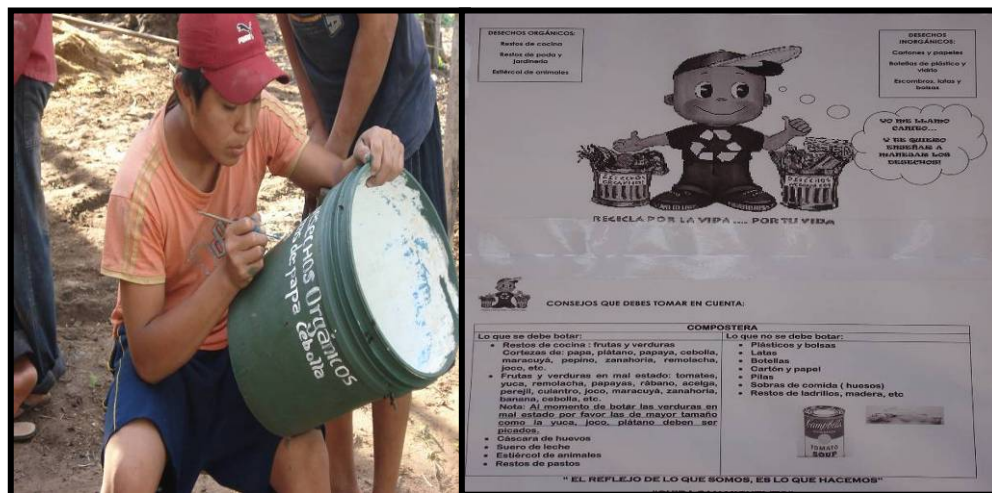 Desechos Orgánicos
de papa
cebolla
DESECHOS ORGÁNICOS:
Restos de cocina
Restos de poda y
jardinería
Estiércol de animales
DESECHOS
INORGÁNICOS:
Cartones y papeles
Botellas de plástico y
vidrio
Escombros, latas y
bolsas
YO ME LLAMO
Y TE QUIERO
ENSEÑAR A
MANEJAR LOS
DESECHOS!
DESECHOS
DESECHOS
RECICLA POR LA VIDA .... POR TU VIDA
CONSEJOS QUE DEBES TOMAR EN CUENTA:
COMPOSTERA
Lo que se debe botar:
• Restos de cocina : frutas y verduras
Cortezas de: papa, plátano, papaya, cebolla,
maracuyá, pepino, zanahoria, remolacha,
joco, etc.
• Frutas y verduras en mal estado: tomates,
yuca, remolacha, papayas, rábano, acelga,
perejil, culantro, joco, maracuyá, zanahoria,
banana, cebolla, etc.
Nota: Al momento de botar las verduras en
mal estado por favor las de mayor tamaño
como la yuca, joco, plátano deben ser
picados.
• Cáscara de huevos
• Suero de leche
• Estiércol de animales
• Restos de pastos
Lo que no se debe botar:
• Plásticos y bolsas
• Latas
• Botellas
• Cartón y papel
• Pilas
• Sobras de comida ( huesos)
• Restos de ladrillos, madera, etc
Campbell's
TOMATO
SOUP
" EL REFLEJO DE LO QUE SOMOS, ES LO QUE HACEMOS"